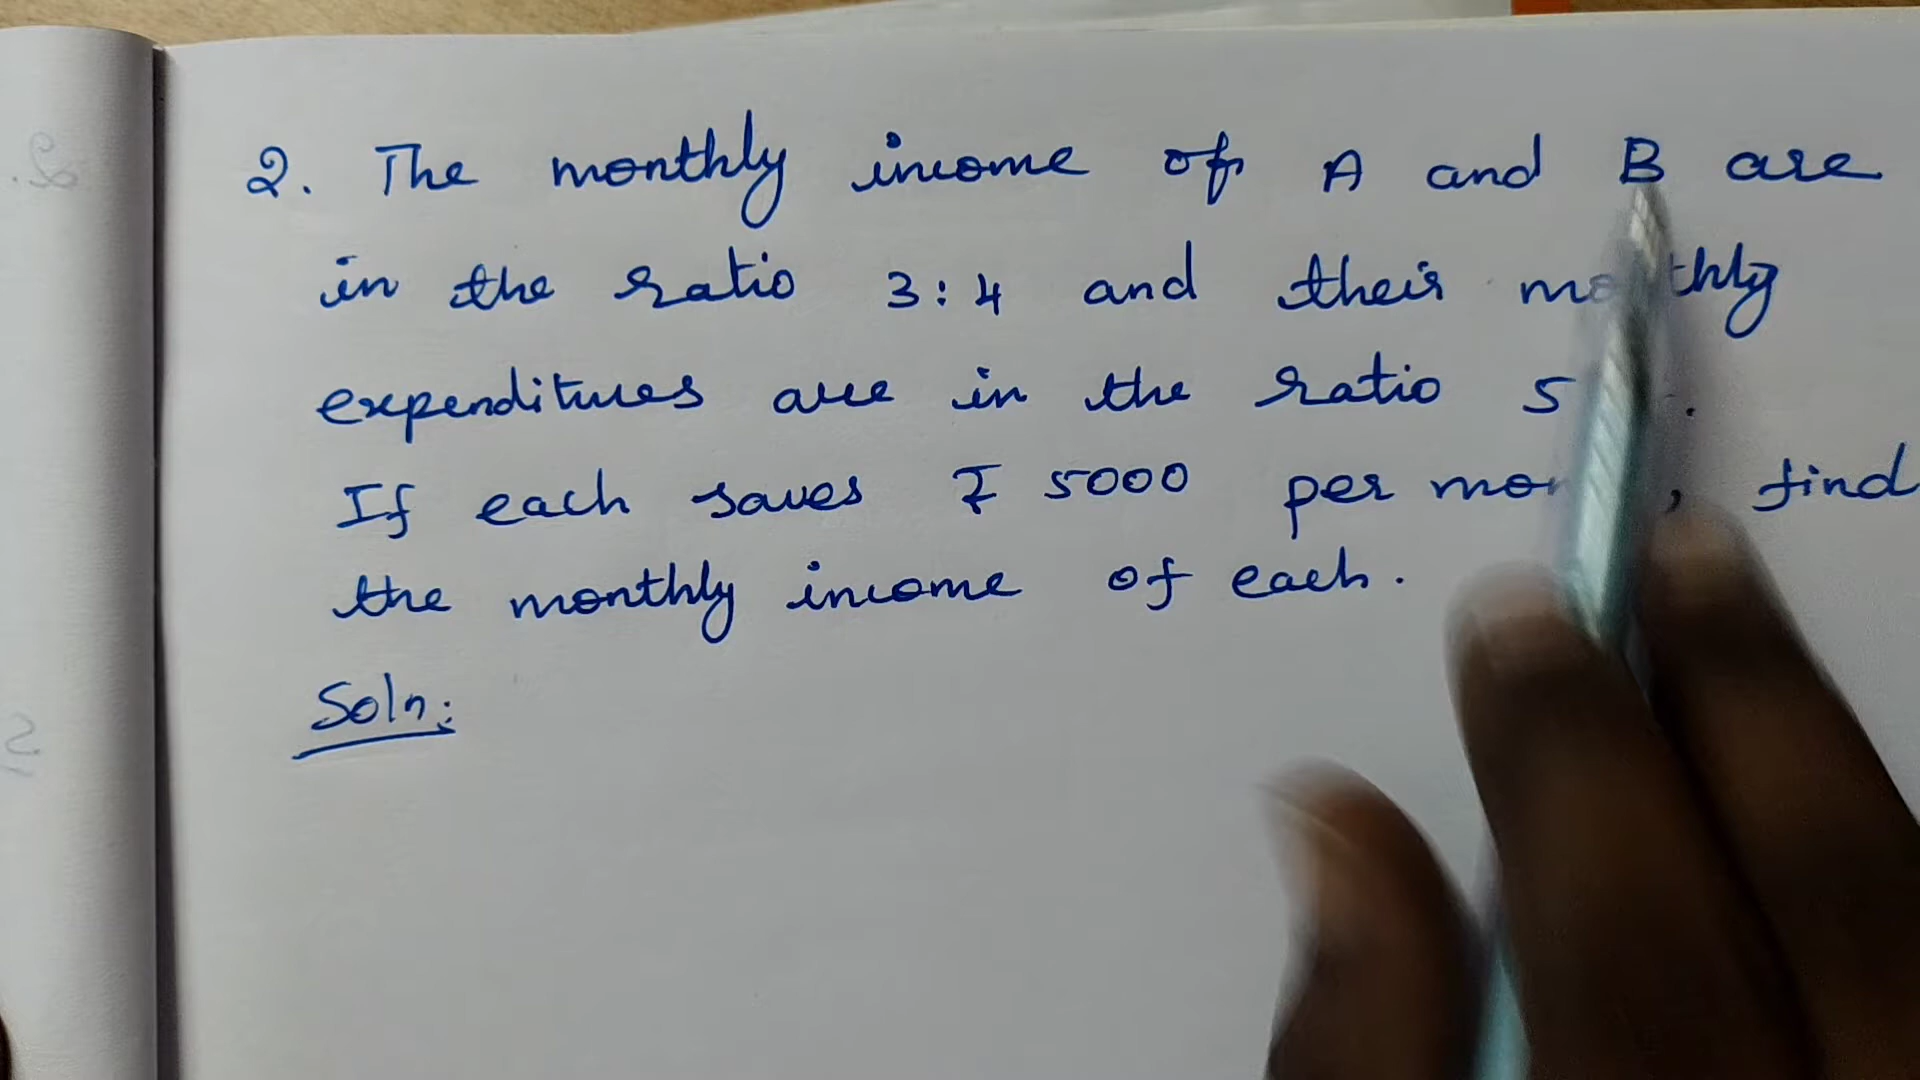 2. The monthly income of A and B are
in the ratio 3:4 and their
expenditures are in the ratio 5
If each saves ₹ 5000 per , find
the monthly income of each.
Soln: